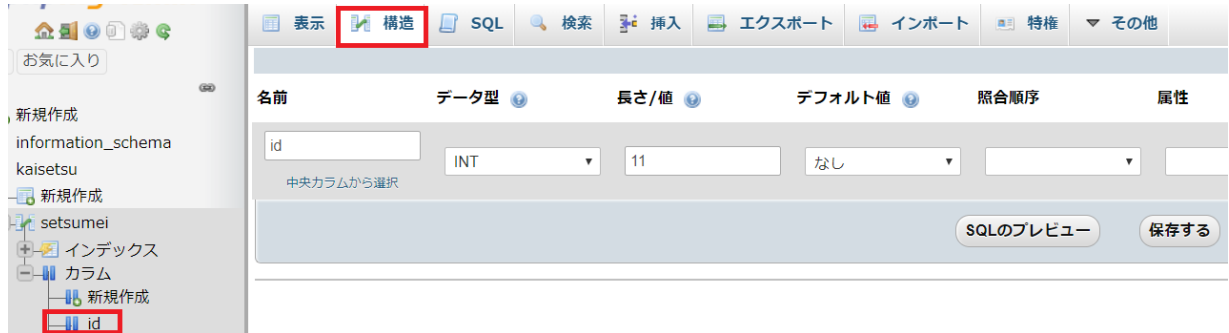 表示 構造 SQL 検索 挿入 エクスポート インポート 特権 その他
お気に入り
新規作成
information_schema
kaisetsu
新規作成
setsumei
インデックス
カラム
新規作成
id
名前 データ型 長さ/値 デフォルト値 照合順序 属性
id INT 11 なし
中央カラムから選択
SQLのプレビュー 保存する